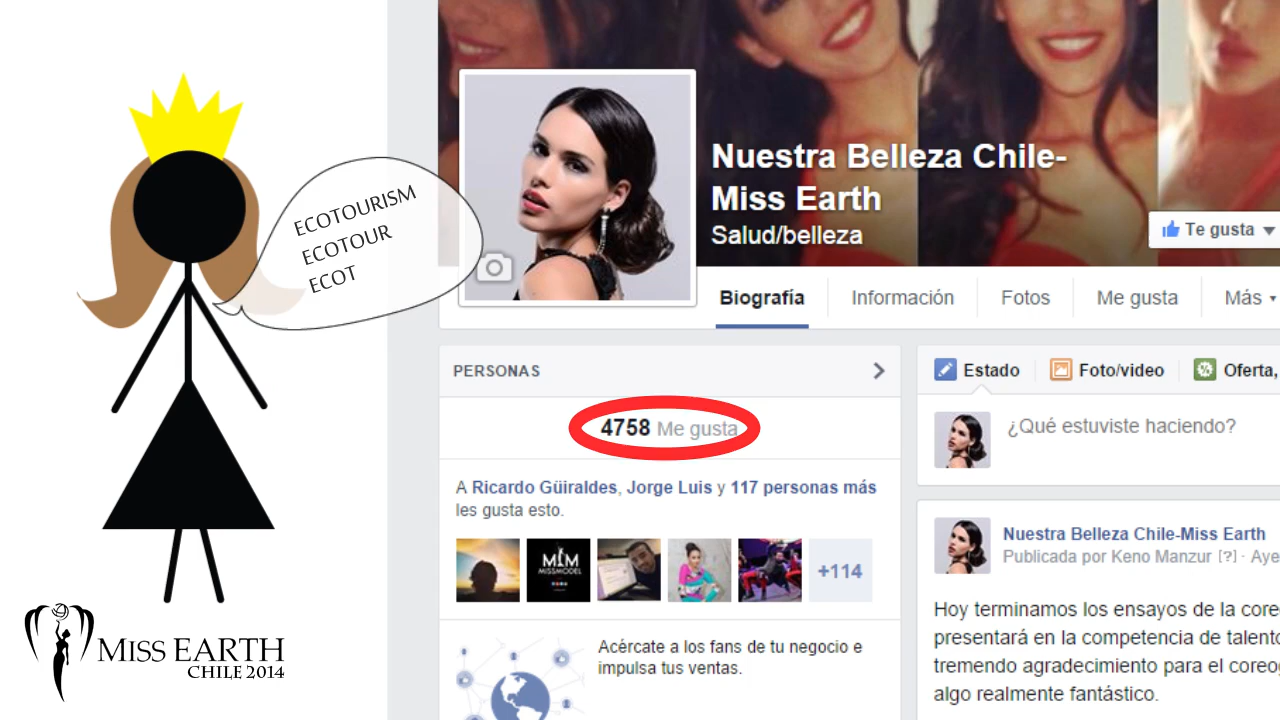 ECOTOURISM
ECOTOUR
ECOT
MISS EARTH
CHILE 2014
Nuestra Belleza Chile-
Miss Earth
Salud/belleza
Te gusta
Biografía
Información
Fotos
Me gusta
Más
PERSONAS
4758 Me gusta
A Ricardo Güiraldes, Jorge Luis y 117 personas más
les gusta esto.
MIM
MISSMODEL
+114
Acércate a los fans de tu negocio e
impulsa tus ventas.
Estado
Foto/video
Oferta,
¿Qué estuviste haciendo?
Nuestra Belleza Chile-Miss Earth
Publicada por Keno Manzur [?] · Aye
Hoy terminamos los ensayos de la core
presentará en la competencia de talento
tremendo agradecimiento para el coreog
algo realmente fantástico.